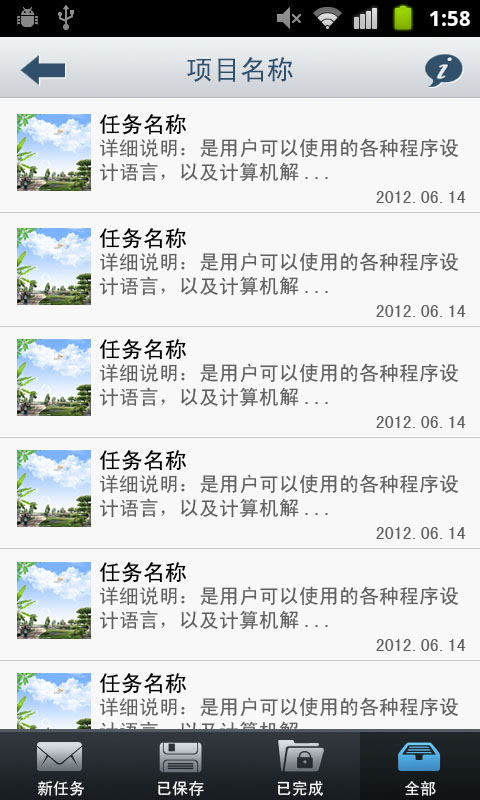 1:58
项目名称
任务名称
详细说明：是用户可以使用的各种程序设
计语言，以及计算机解...
2012.06.14
任务名称
详细说明：是用户可以使用的各种程序设
计语言，以及计算机解...
2012.06.14
任务名称
详细说明：是用户可以使用的各种程序设
计语言，以及计算机解...
2012.06.14
任务名称
详细说明：是用户可以使用的各种程序设
计语言，以及计算机解...
2012.06.14
任务名称
详细说明：是用户可以使用的各种程序设
计语言，以及计算机解...
2012.06.14
任务名称
详细说明：是用户可以使用的各种程序设
计语言，以及计算机解...
新任务
已保存
已完成
全部